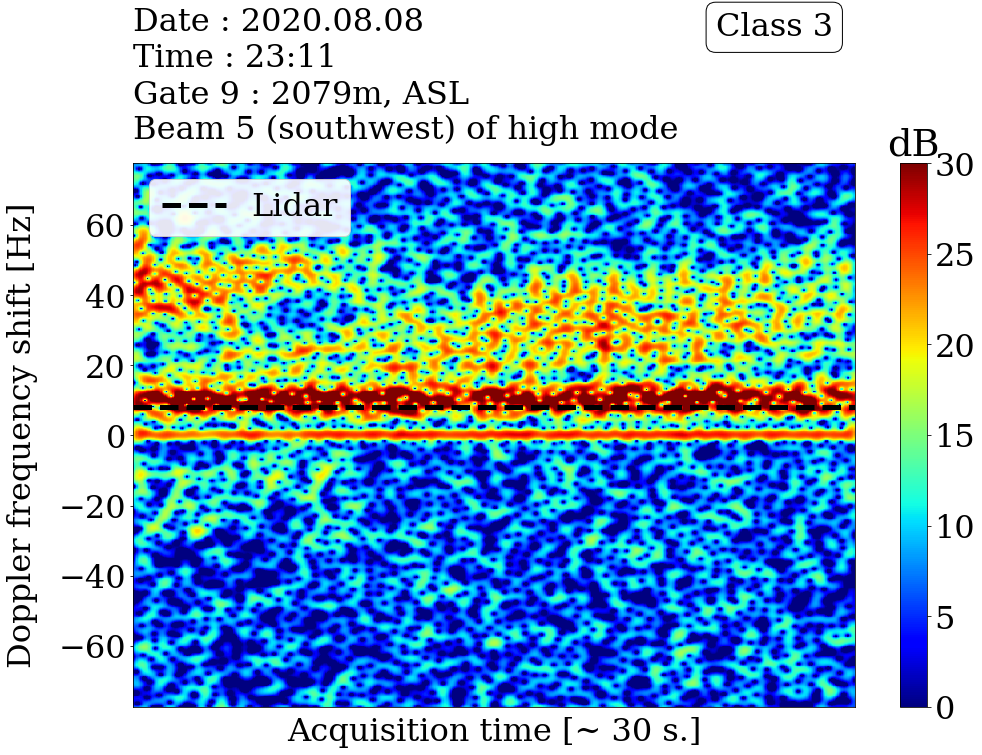 Date : 2020.08.08
Time : 23:11
Gate 9 : 2079m, ASL
Beam 5 (southwest) of high mode
Class 3
dB
Lidar
Doppler frequency shift [Hz]
60
40
20
0
−20
−40
−60
30
25
20
15
10
5
0
Acquisition time [~ 30 s.]